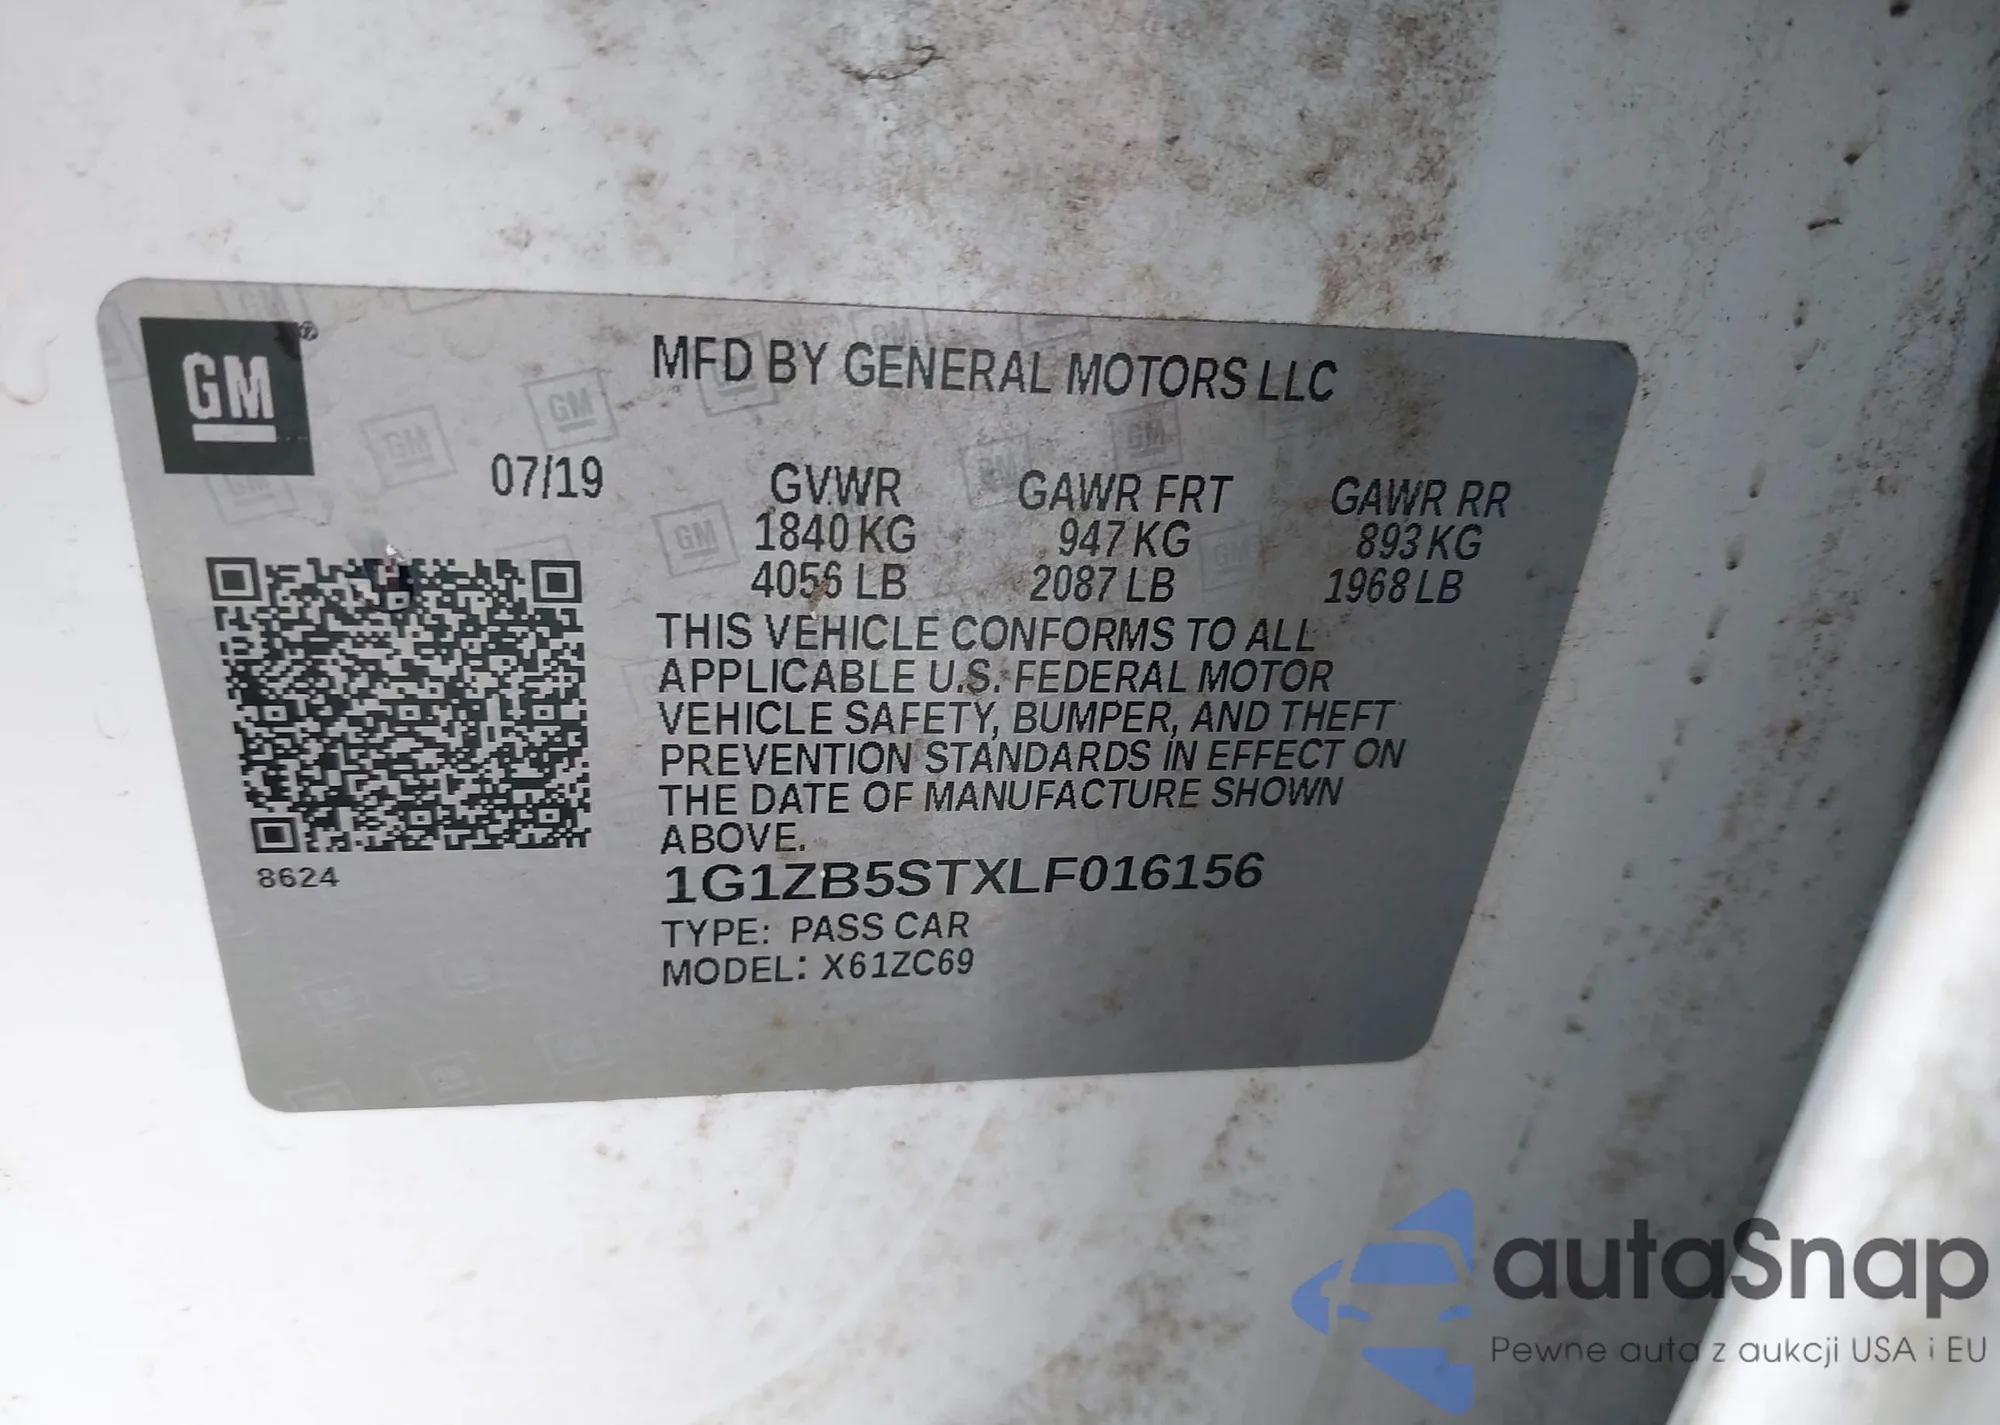 GM®
MFD BY GENERAL MOTORS LLC
07/19
GVWR GAWR FRT GAWR RR
1840 KG 947 KG 893 KG
4056 LB 2087 LB 1968 LB
THIS VEHICLE CONFORMS TO ALL
APPLICABLE U.S. FEDERAL MOTOR
VEHICLE SAFETY, BUMPER, AND THEFT
PREVENTION STANDARDS IN EFFECT ON
THE DATE OF MANUFACTURE SHOWN
ABOVE.
8624
1G1ZB5STXLF016156
TYPE: PASS CAR
MODEL: X61ZC69
autaSnap
Pewne auta z aukcji USA i EU